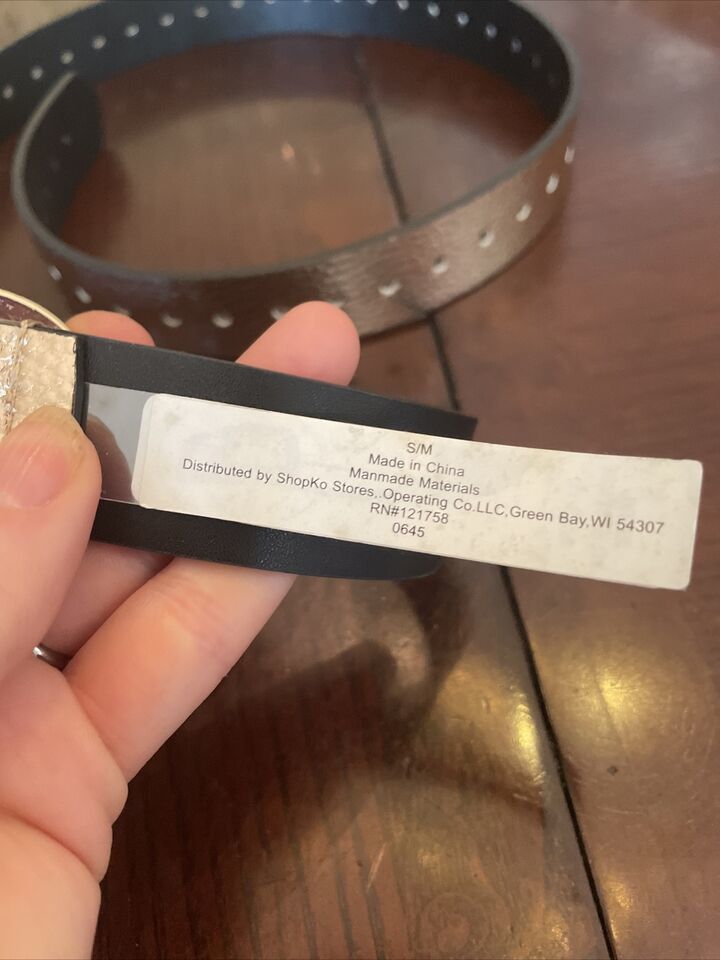 S/M
Made in China
Manmade Materials
Distributed by ShopKo Stores,.Operating Co.LLC,Green Bay,WI 54307
RN#121758
0645